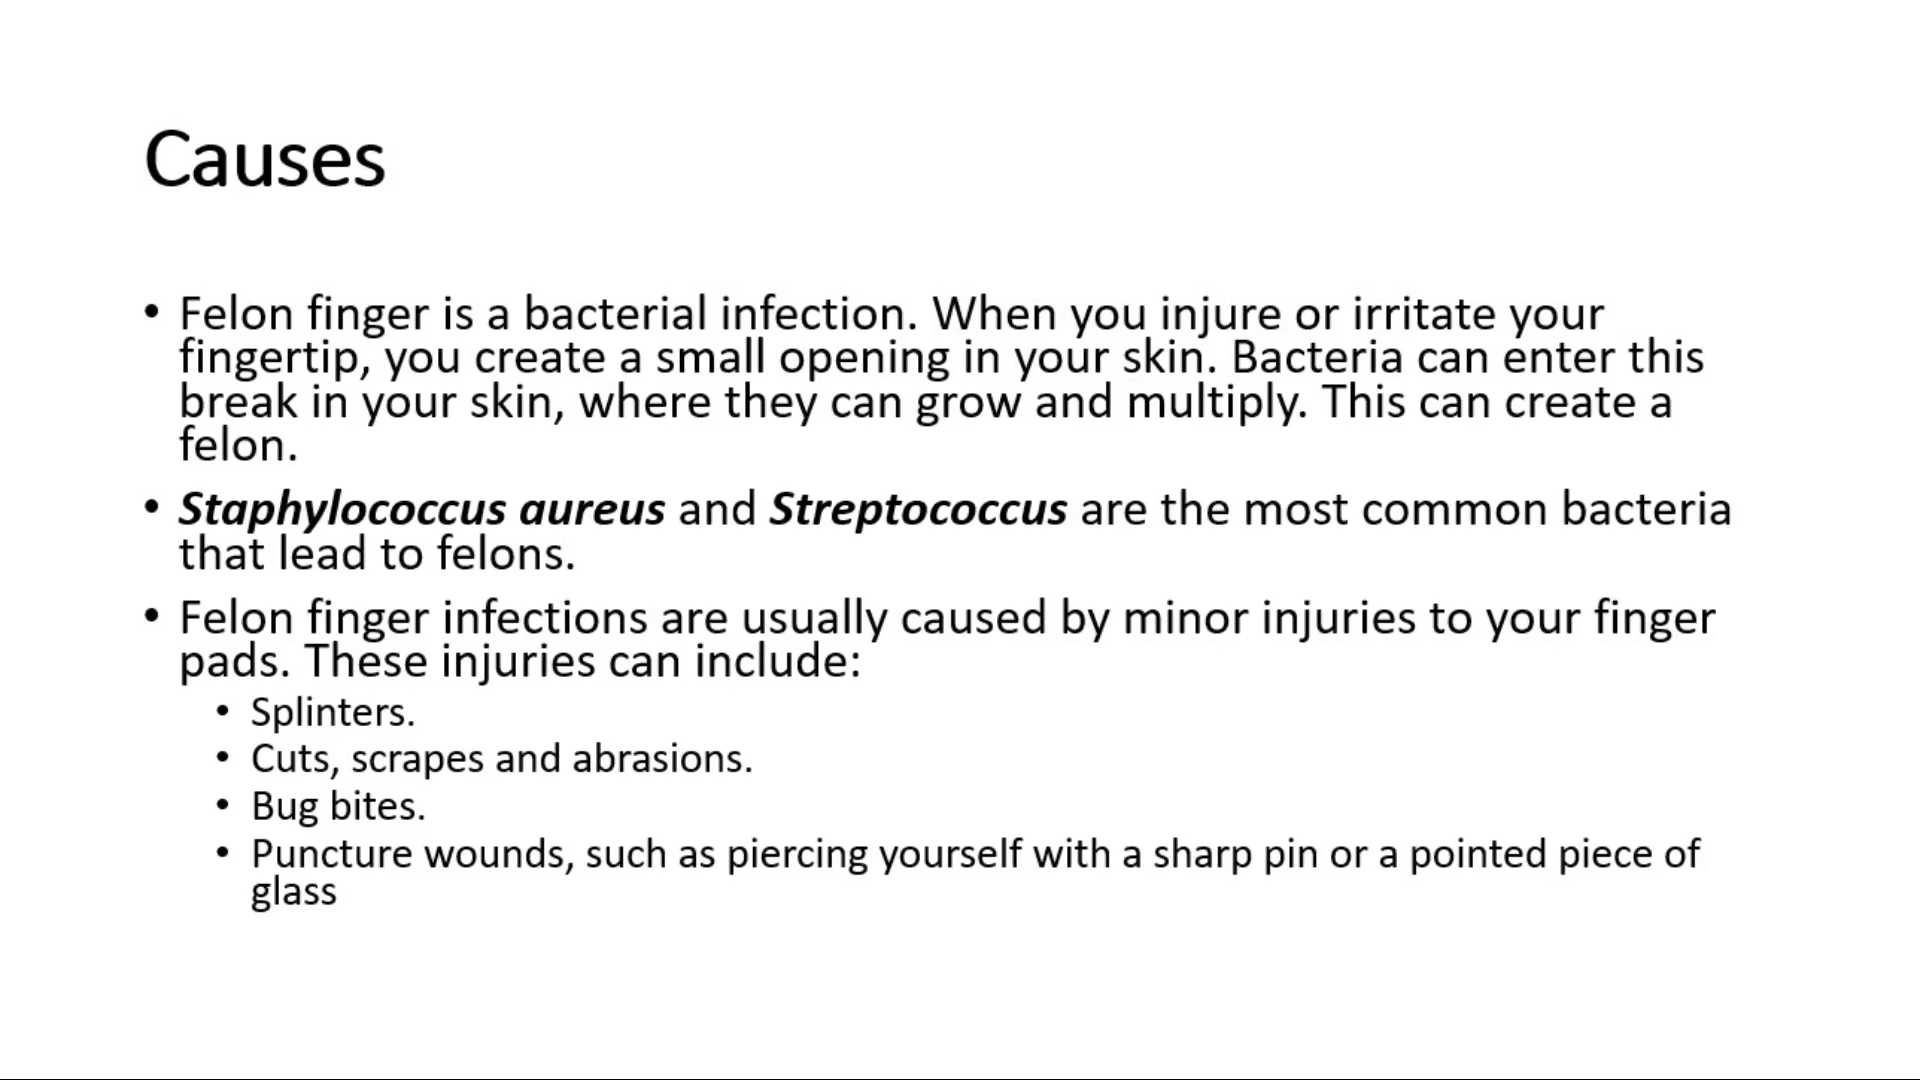 Causes
• Felon finger is a bacterial infection. When you injure or irritate your
fingertip, you create a small opening in your skin. Bacteria can enter this
break in your skin, where they can grow and multiply. This can create a
felon.
• Staphylococcus aureus and Streptococcus are the most common bacteria
that lead to felons.
• Felon finger infections are usually caused by minor injuries to your finger
pads. These injuries can include:
• Splinters.
• Cuts, scrapes and abrasions.
• Bug bites.
• Puncture wounds, such as piercing yourself with a sharp pin or a pointed piece of
glass